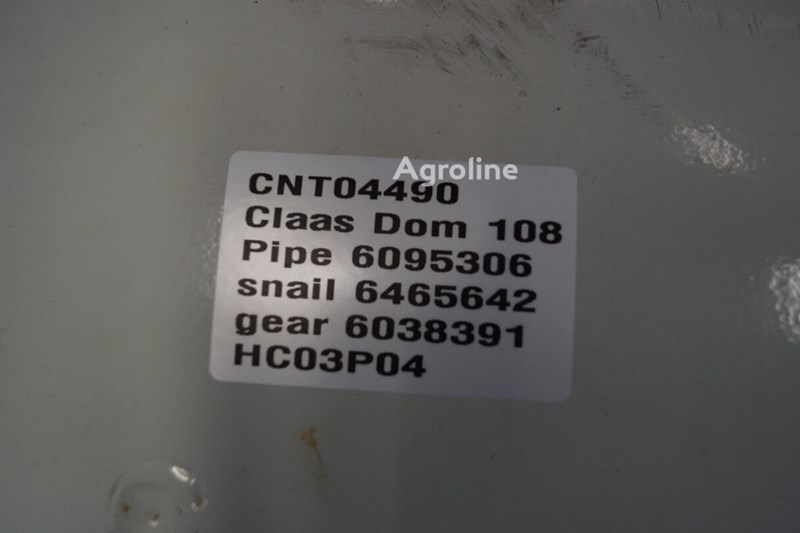 Agroline
CNT04490
Claas Dom 108
Pipe 6095306
snail 6465642
gear 6038391
HC03P04